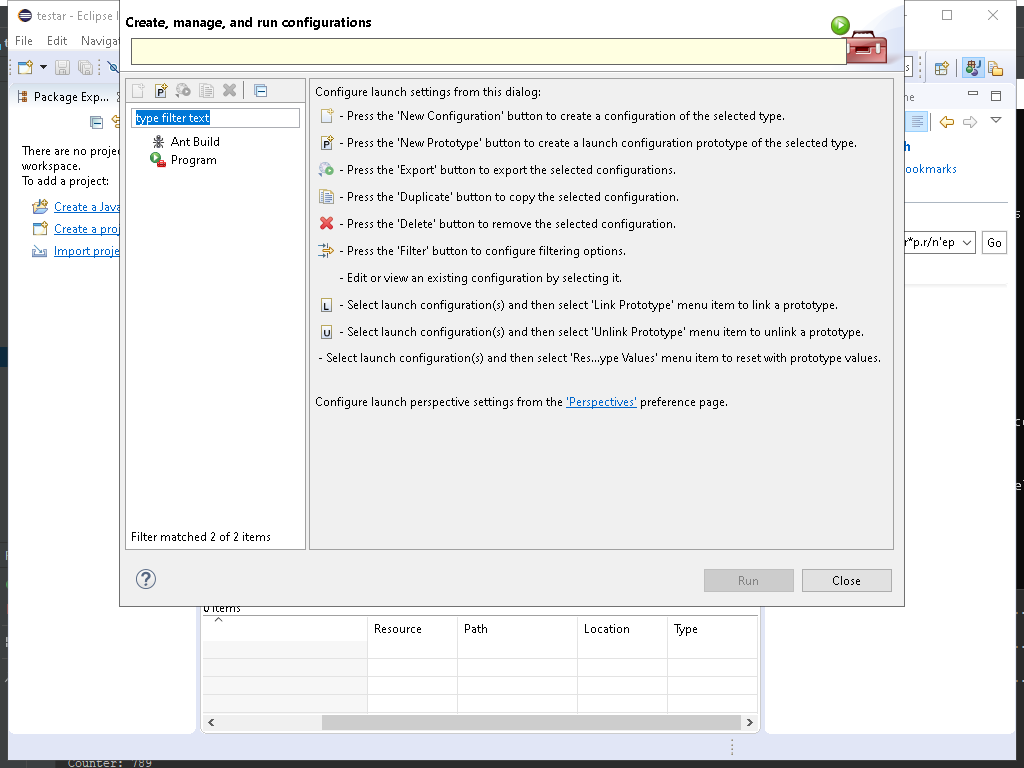 testar - Eclipse I
File Edit Navigat
Package Exp...
There are no proje
workspace.
To add a project:
Create a Java
Create a proj
Import proje
Create, manage, and run configurations
type filter text
Ant Build
Program
Filter matched 2 of 2 items
Configure launch settings from this dialog:
- Press the 'New Configuration' button to create a configuration of the selected type.
P - Press the 'New Prototype' button to create a launch configuration prototype of the selected type.
- Press the 'Export' button to export the selected configurations.
- Press the 'Duplicate' button to copy the selected configuration.
- Press the 'Delete' button to remove the selected configuration.
- Press the 'Filter' button to configure filtering options.
- Edit or view an existing configuration by selecting it.
L - Select launch configuration(s) and then select 'Link Prototype' menu item to link a prototype.
U - Select launch configuration(s) and then select 'Unlink Prototype' menu item to unlink a prototype.
- Select launch configuration(s) and then select 'Res...ype Values' menu item to reset with prototype values.
Configure launch perspective settings from the 'Perspectives' preference page.
?
Run
Close
ne
h
ookmarks
r*p.r/n'ep
Go
0 items
Resource Path Location Type
Counter: 789